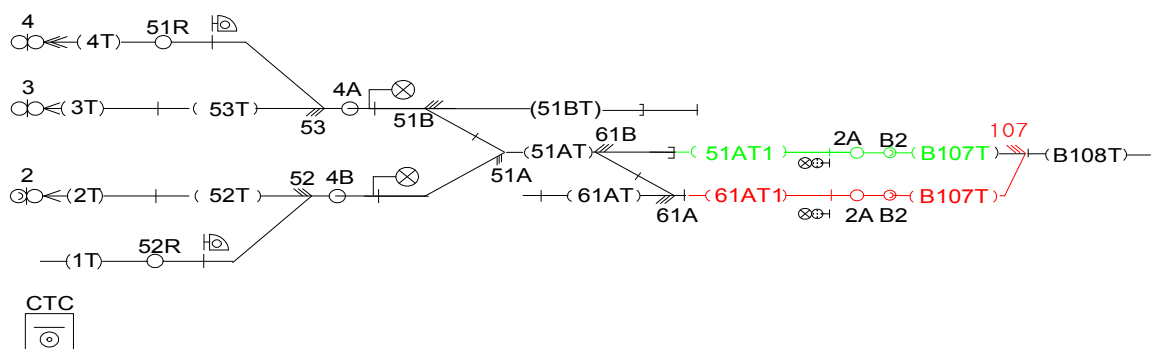 4
(4T)
51R
3
(3T)
(53T)
53
4A
51B
(51BT)
61B
51A
(51AT)
(51AT1)
2A
B2
(B107T)
107
(B108T)
2
(2T)
(52T)
52
4B
(61AT)
61A
(61AT1)
2A
B2
(B107T)
(1T)
52R
CTC